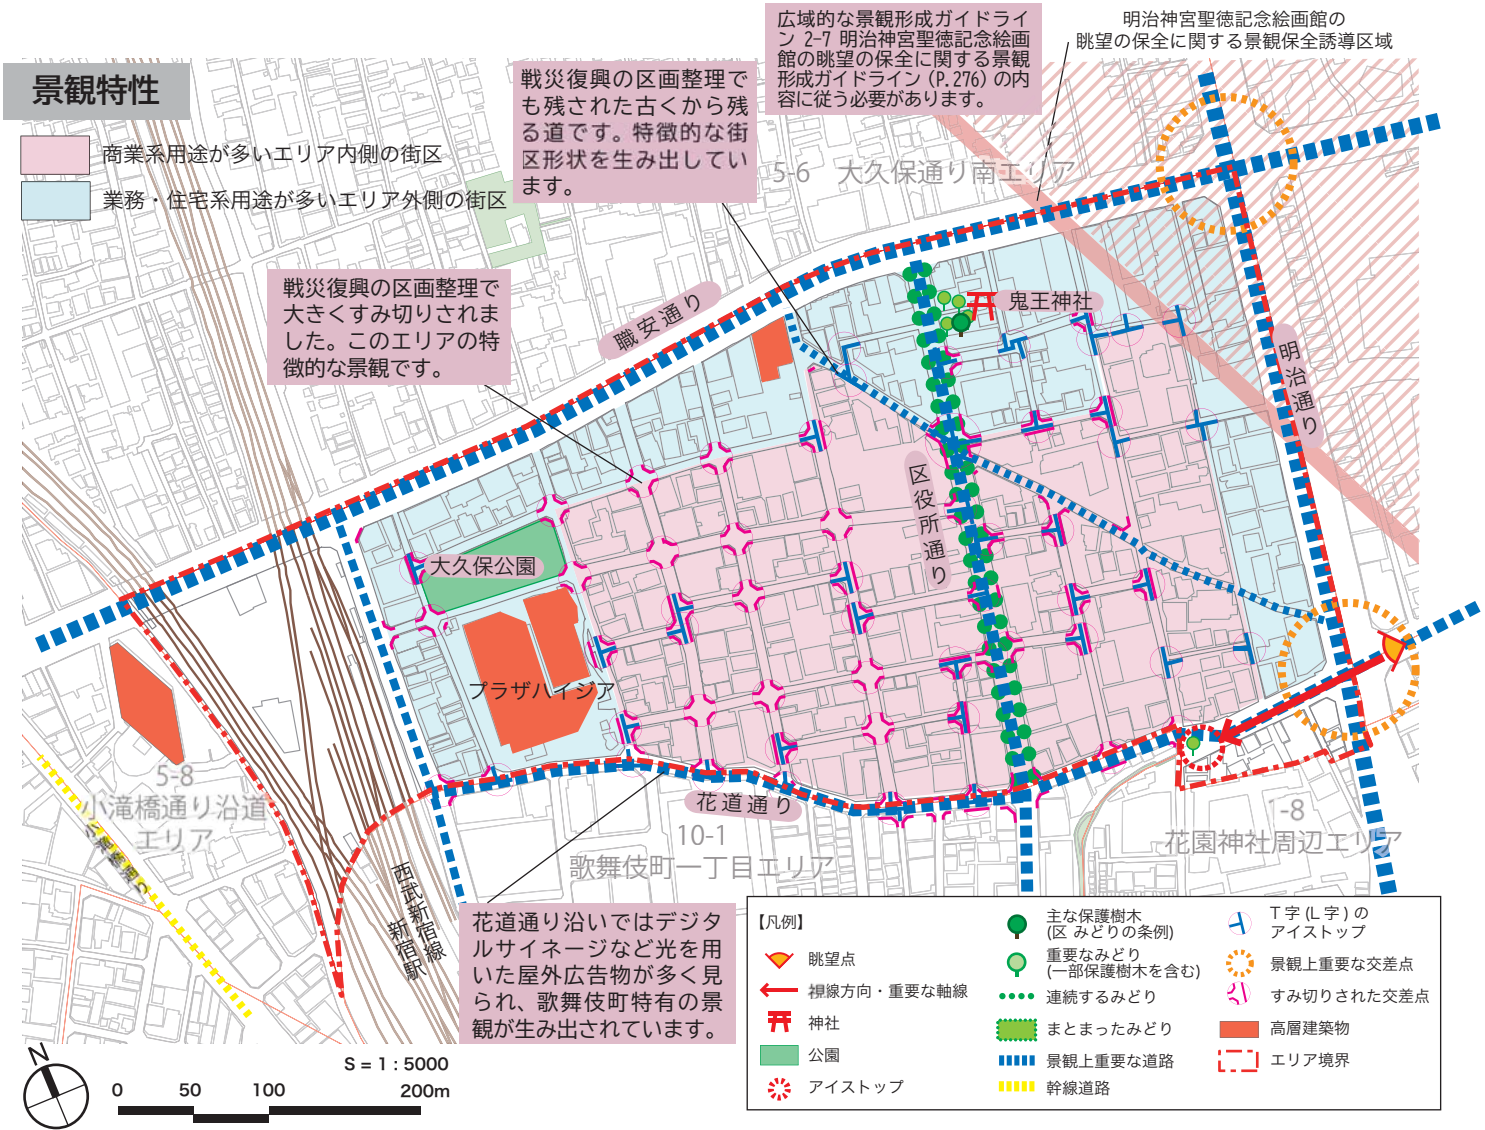 景観特性
商業系用途が多いエリア内側の街区
業務・住宅系用途が多いエリア外側の街区
広域的な景観形成ガイドライ
ン 2-7 明治神宮聖徳記念絵画
館の眺望の保全に関する景観
形成ガイドライン (P.276) の内
容に従う必要があります。
明治神宮聖徳記念絵画館の
眺望の保全に関する景観保全誘導区域
戦災復興の区画整理で
も残された古くから残
る道です。特徴的な街
区形状を生み出してい
ます。
5-6 大久保通り南エリア
戦災復興の区画整理で
大きくすみ切りされま
した。このエリアの特
徴的な景観です。
職安通り
鬼王神社
明治通り
区役所通り
大久保公園
プラザハイジア
花道通り
5-8
小滝橋通り沿道
エリア
小滝橋通り
10-1
歌舞伎町一丁目エリア
1-8
花園神社周辺エリア
西武新宿線
新宿駅
花道通り沿いではデジタ
ルサイネージなど光を用
いた屋外広告物が多く見
られ、歌舞伎町特有の景
観が生み出されています。
N
S = 1 : 5000
0 50 100 200m
【凡例】
眺望点
視線方向・重要な軸線
神社
公園
アイストップ
主な保護樹木
(区 みどりの条例)
重要なみどり
(一部保護樹木を含む)
連続するみどり
まとまったみどり
景観上重要な道路
幹線道路
T字 (L 字) の
アイストップ
景観上重要な交差点
すみ切りされた交差点
高層建築物
エリア境界